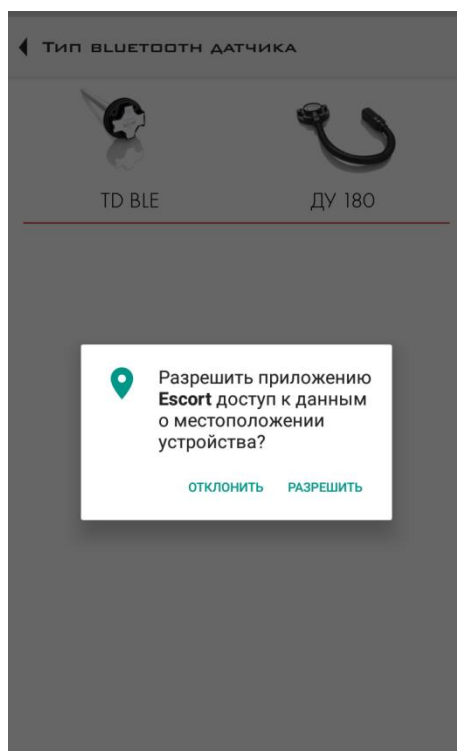 Тип bluetooth датчика
TD BLE
ДУ 180
Разрешить приложению
Escort доступ к данным
о местоположении
устройства?
ОТКЛОНИТЬ
РАЗРЕШИТЬ